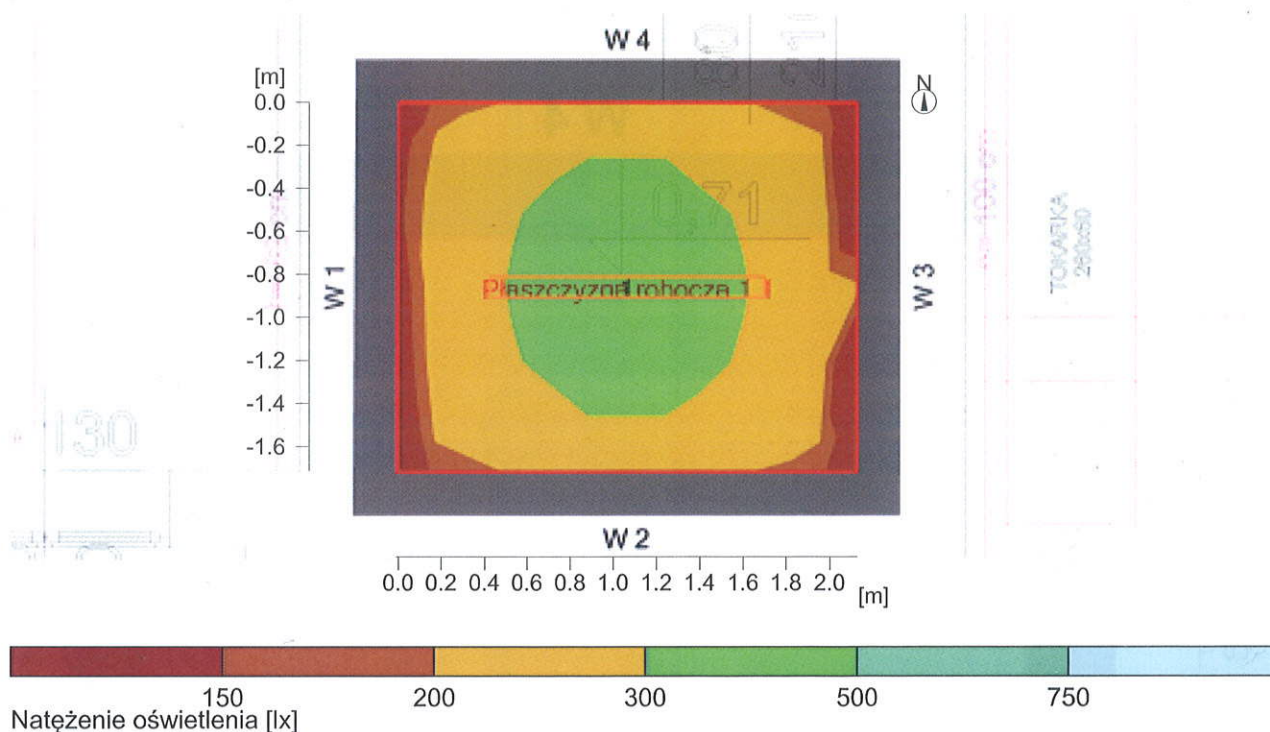 W 4
[m]
N
0.0
-0.2
-0.4
-0.6
-0.8
-1.0
-1.2
-1.4
-1.6
0,71
W 1
Płaszczyzna robocza 1
1
W 3
TOKARKA
260x60
130
W 2
0.0 0.2 0.4 0.6 0.8 1.0 1.2 1.4 1.6 2.0
[m]
150 200 300 500 750
Natężenie oświetlenia [lx]